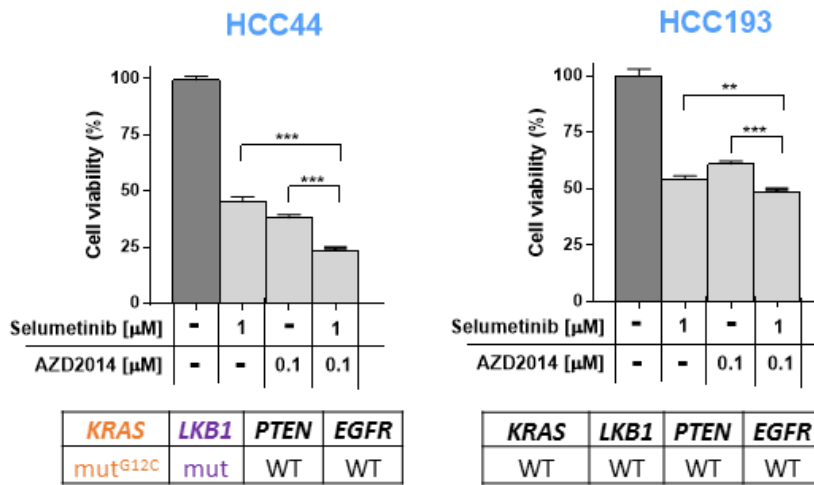 HCC44
HCC193
Cell viability (%)
100
75
50
25
0
***
***
Selumetinib [μM] - 1 - 1
AZD2014 [μM] - - 0.1 0.1
KRAS LKB1 PTEN EGFR
mutG12C mut WT WT
Cell viability (%)
100
75
50
25
0
**
***
Selumetinib [μM] - 1 - 1
AZD2014 [μM] - - 0.1 0.1
KRAS LKB1 PTEN EGFR
WT WT WT WT